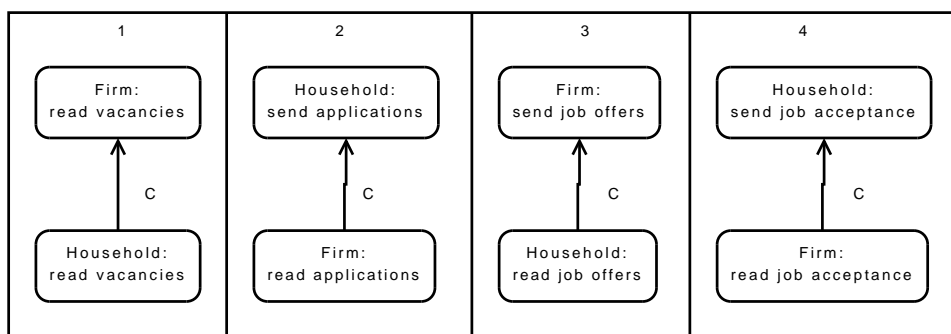 1
Firm:
read vacancies
C
Household:
read vacancies
2
Household:
send applications
C
Firm:
read applications
3
Firm:
send job offers
C
Household:
read job offers
4
Household:
send job acceptance
C
Firm:
read job acceptance